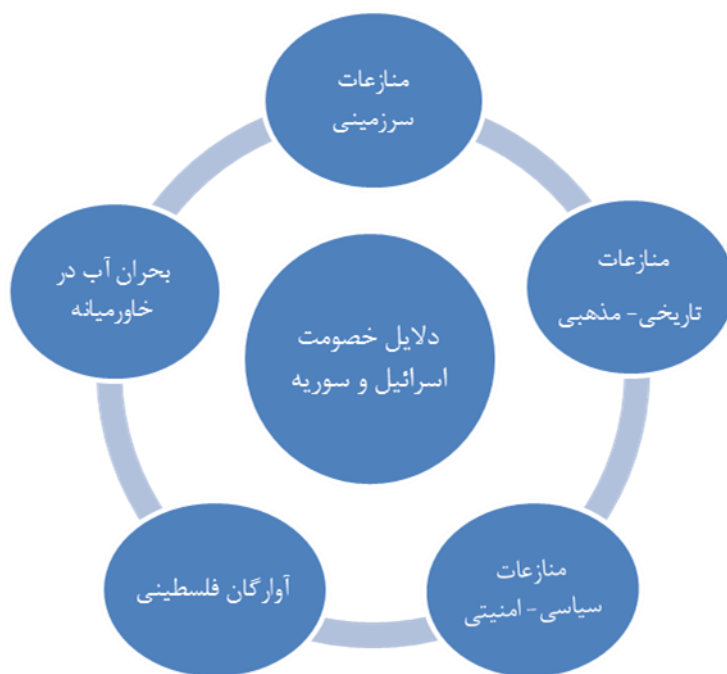 منازعات
سرزمینی
منازعات
تاریخی- مذهبی
منازعات
سیاسی- امنیتی
آوارگان فلسطینی
بحران آب در
خاورمیانه
دلایل خصومت
اسرائیل و سوریه